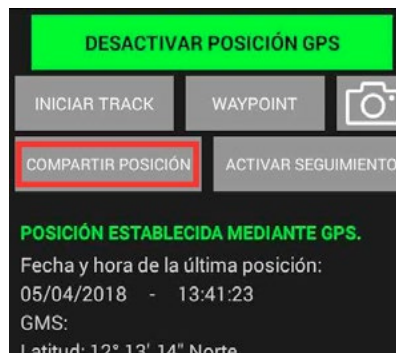 DESACTIVAR POSICIÓN GPS
INICIAR TRACK WAYPOINT
COMPARTIR POSICIÓN ACTIVAR SEGUIMIENTO
POSICIÓN ESTABLECIDA MEDIANTE GPS.
Fecha y hora de la última posición:
05/04/2018 - 13:41:23
GMS:
Latitud: 12° 13' 14" Norte